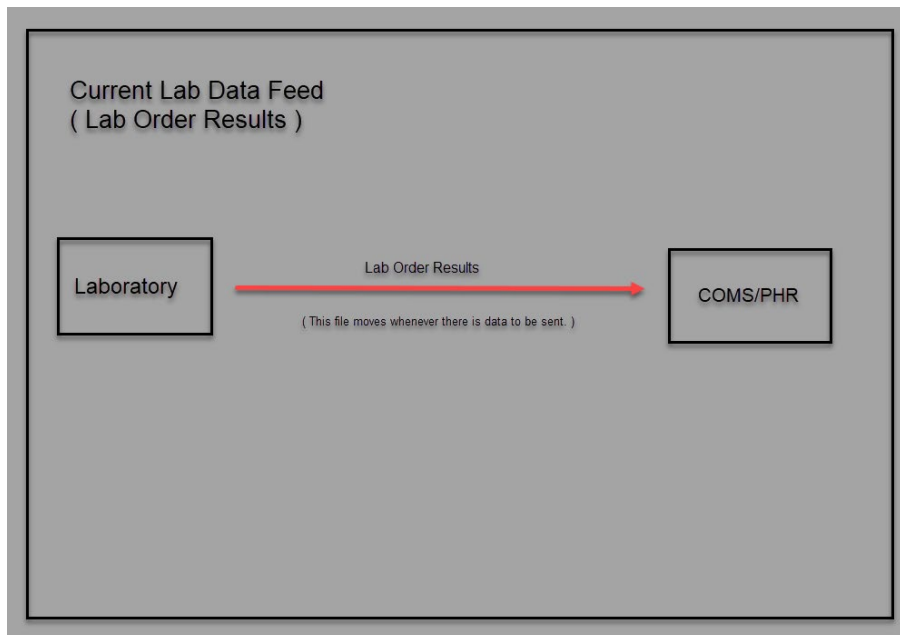 Current Lab Data Feed
( Lab Order Results )
Laboratory
Lab Order Results
( This file moves whenever there is data to be sent. )
COMS/PHR